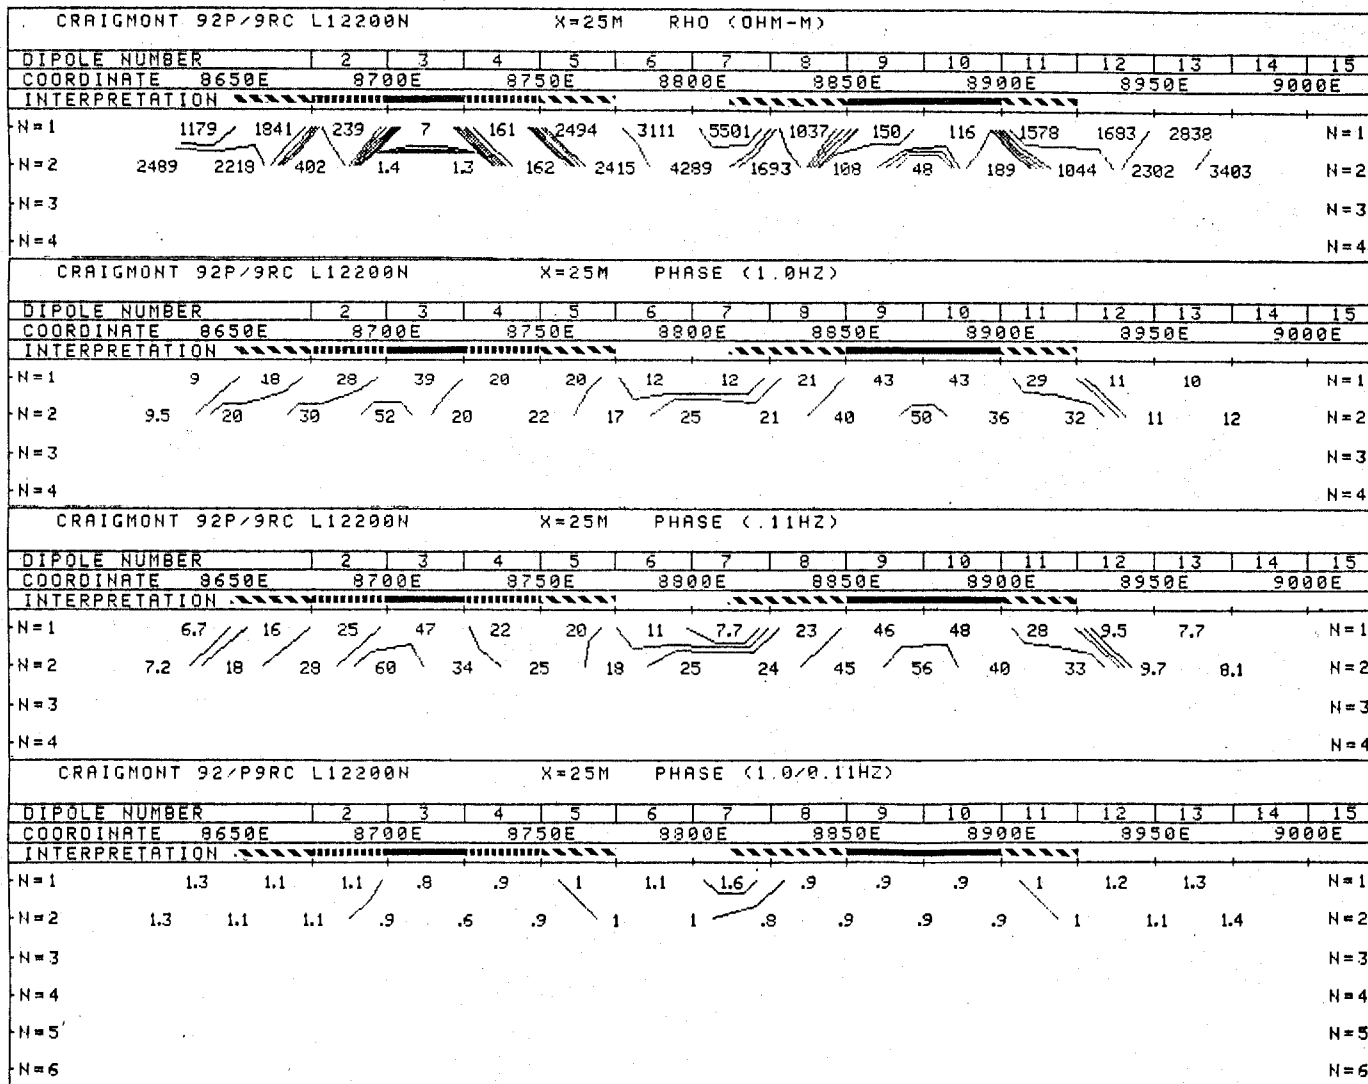 CRAIGMONT 92P/9RC L12200N X=25M RHO (OHM-M)
DIPOLE NUMBER 2 3 4 5 6 7 8 9 10 11 12 13 14 15
COORDINATE 8650E 8700E 8750E 8800E 8850E 8900E 8950E 9000E
INTERPRETATION
N=1 1179 1841 239 7 161 2494 3111 5501 1037 150 116 1578 1683 2838 N=1
N=2 2489 2218 402 1.4 1.3 162 2415 4289 1693 108 48 189 1044 2302 3403 N=2
N=3 N=3
N=4 N=4
CRAIGMONT 92P/9RC L12200N X=25M PHASE (1.0HZ)
DIPOLE NUMBER 2 3 4 5 6 7 8 9 10 11 12 13 14 15
COORDINATE 8650E 8700E 8750E 8800E 8850E 8900E 8950E 9000E
INTERPRETATION
N=1 9 18 28 39 20 20 12 12 21 43 43 29 11 10 N=1
N=2 9.5 20 30 52 20 22 17 25 21 40 50 36 32 11 12 N=2
N=3 N=3
N=4 N=4
CRAIGMONT 92P/9RC L12200N X=25M PHASE (.11HZ)
DIPOLE NUMBER 2 3 4 5 6 7 8 9 10 11 12 13 14 15
COORDINATE 8650E 8700E 8750E 8800E 8850E 8900E 8950E 9000E
INTERPRETATION
N=1 6.7 16 25 47 22 20 11 7.7 23 46 48 28 9.5 7.7 N=1
N=2 7.2 18 28 60 34 25 18 25 24 45 56 40 33 9.7 8.1 N=2
N=3 N=3
N=4 N=4
CRAIGMONT 92/P9RC L12200N X=25M PHASE (1.0/0.11HZ)
DIPOLE NUMBER 2 3 4 5 6 7 8 9 10 11 12 13 14 15
COORDINATE 8650E 8700E 8750E 8800E 8850E 8900E 8950E 9000E
INTERPRETATION
N=1 1.3 1.1 1.1 .8 .9 1 1.1 1.6 .9 .9 .9 1 1.2 1.3 N=1
N=2 1.3 1.1 1.1 .9 .6 .9 1 1 .8 .9 .9 .9 1 1.1 1.4 N=2
N=3 N=3
N=4 N=4
N=5 N=5
N=6 N=6